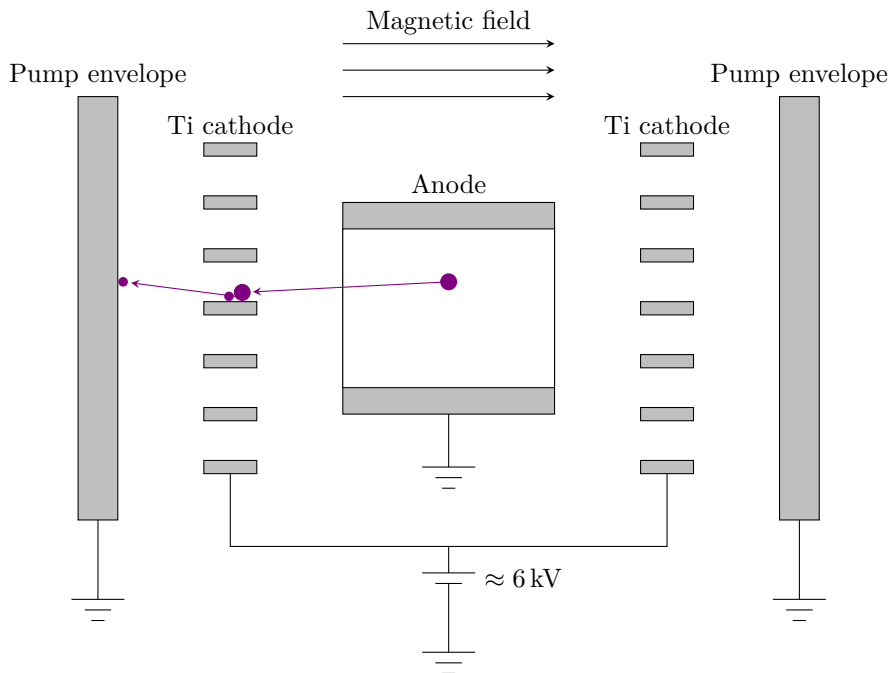 Magnetic field
Pump envelope
Pump envelope
Ti cathode
Ti cathode
Anode
≈ 6 kV